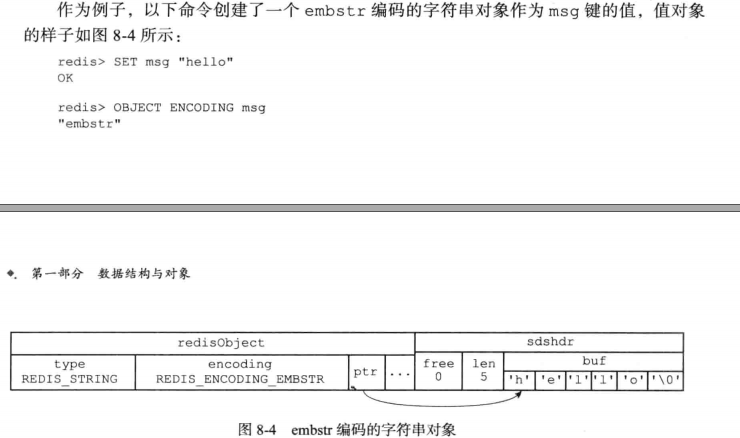 作为例子，以下命令创建了一个 embstr 编码的字符串对象作为 msg 键的值，值对象
的样子如图 8-4 所示：
redis> SET msg "hello"
OK
redis> OBJECT ENCODING msg
"embstr"
第一部分 数据结构与对象
redisObject sdshdr
type encoding ptr ... free len buf
REDIS_STRING REDIS_ENCODING_EMBSTR 0 5 'h' 'e' 'l' 'l' 'o' '\0'
图 8-4 embstr 编码的字符串对象